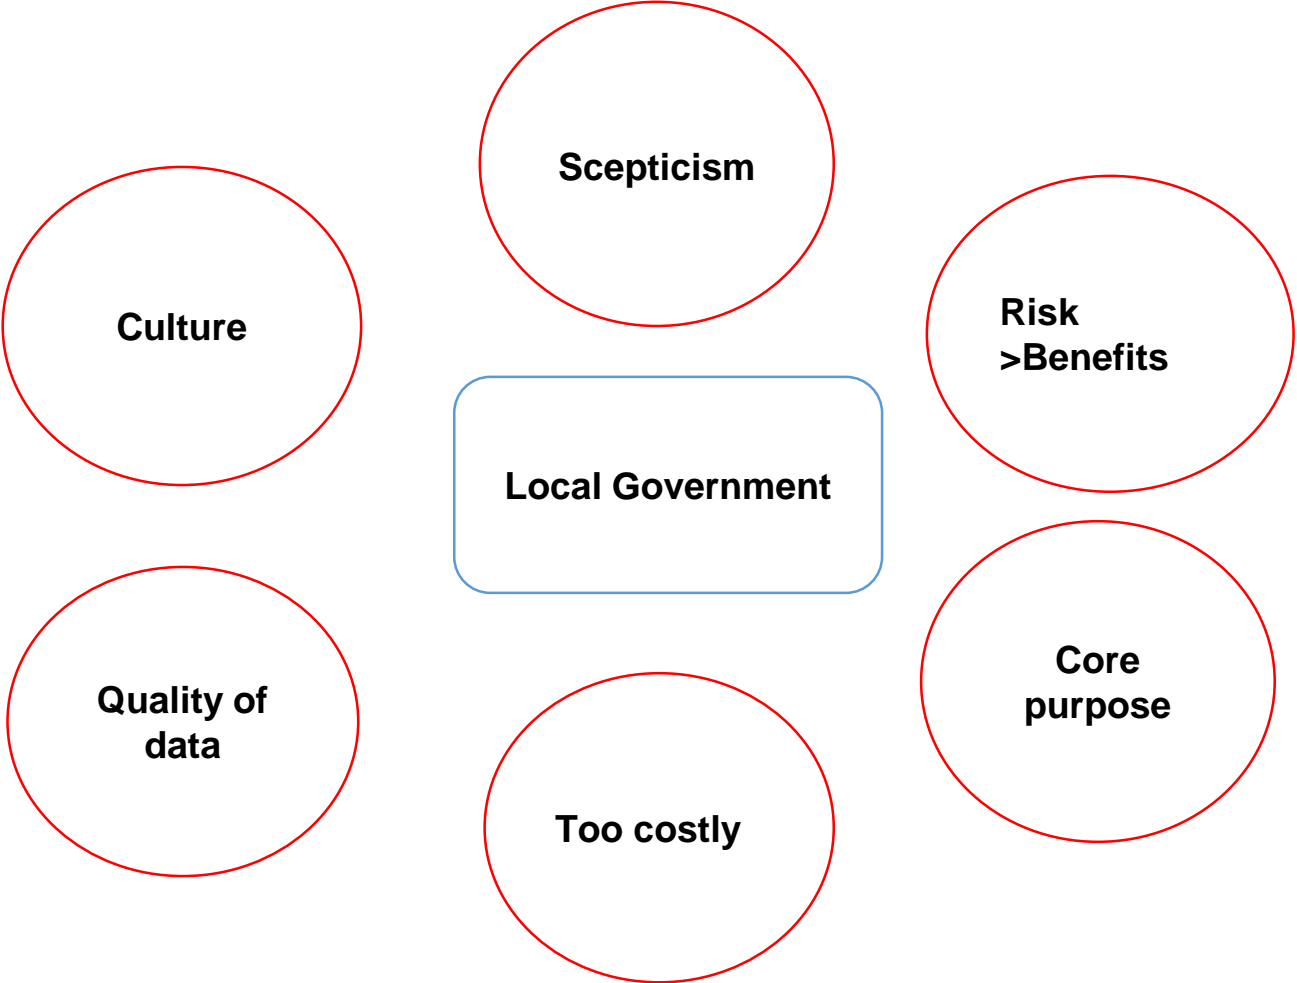 Scepticism
Culture
Risk
>Benefits
Local Government
Core
purpose
Quality of
data
Too costly